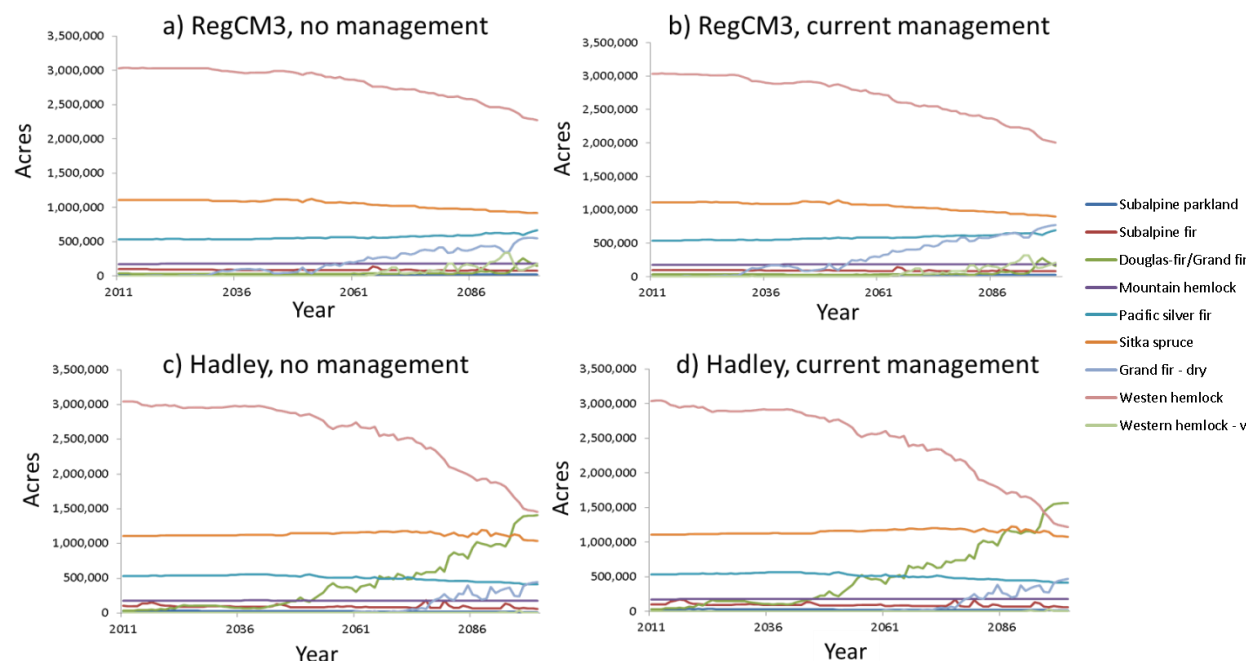 a) RegCM3, no management
3,500,000
3,000,000
2,500,000
2,000,000
1,500,000
1,000,000
500,000
0
Acres
2011 2036 2061 2086
Year
b) RegCM3, current management
3,500,000
3,000,000
2,500,000
2,000,000
1,500,000
1,000,000
500,000
0
Acres
2011 2036 2061 2086
Year
c) Hadley, no management
3,500,000
3,000,000
2,500,000
2,000,000
1,500,000
1,000,000
500,000
0
Acres
2011 2036 2061 2086
Year
d) Hadley, current management
3,500,000
3,000,000
2,500,000
2,000,000
1,500,000
1,000,000
500,000
0
Acres
2011 2036 2061 2086
Year
Subalpine parkland
Subalpine fir
Douglas-fir/Grand fir
Mountain hemlock
Pacific silver fir
Sitka spruce
Grand fir - dry
Westen hemlock
Western hemlock - v